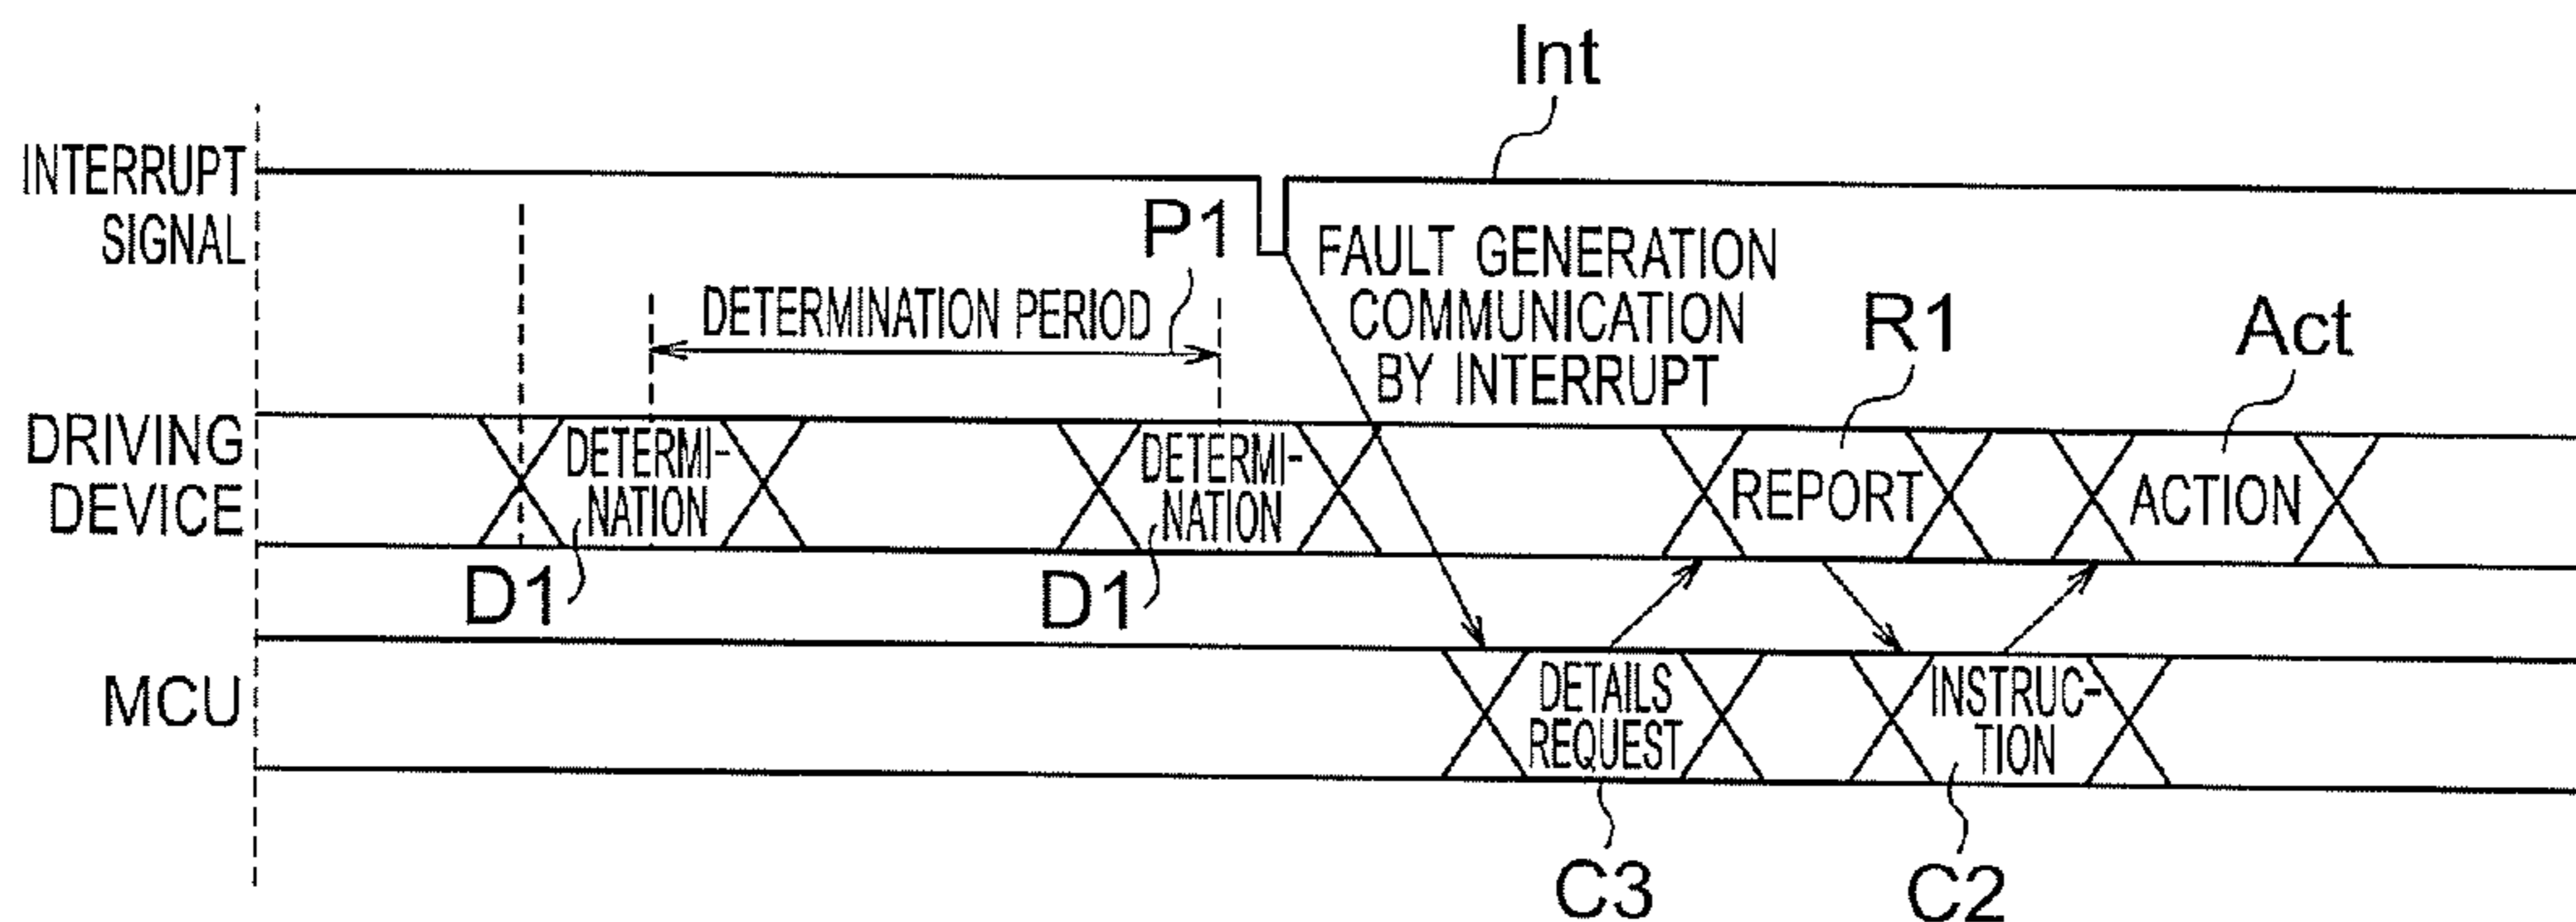 Int
INTERRUPT
SIGNAL
P1
DETERMINATION PERIOD
FAULT GENERATION
COMMUNICATION
BY INTERRUPT
R1
Act
DRIVING
DEVICE
DETERMI-
NATION
DETERMI-
NATION
REPORT
ACTION
D1
D1
MCU
DETAILS
REQUEST
INSTRUC-
TION
C3
C2